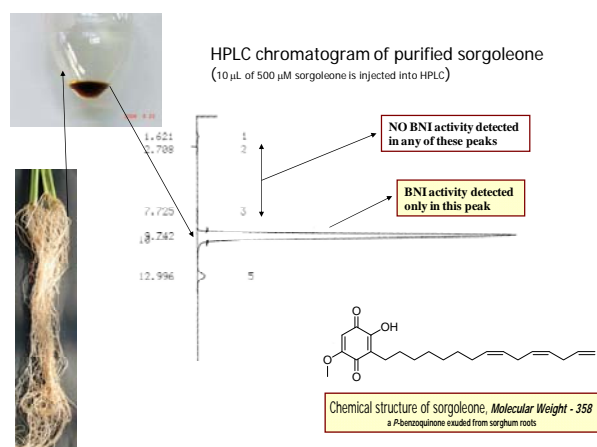 HPLC chromatogram of purified sorgoleone
(10 μL of 500 μM sorgoleone is injected into HPLC)
NO BNI activity detected
in any of these peaks
1.621 1
2.708 2
BNI activity detected
only in this peak
7.725 3
9.742
12.996 5
O
OH
O
O
Chemical structure of sorgoleone, Molecular Weight - 358
a P-benzoquinone exuded from sorghum roots